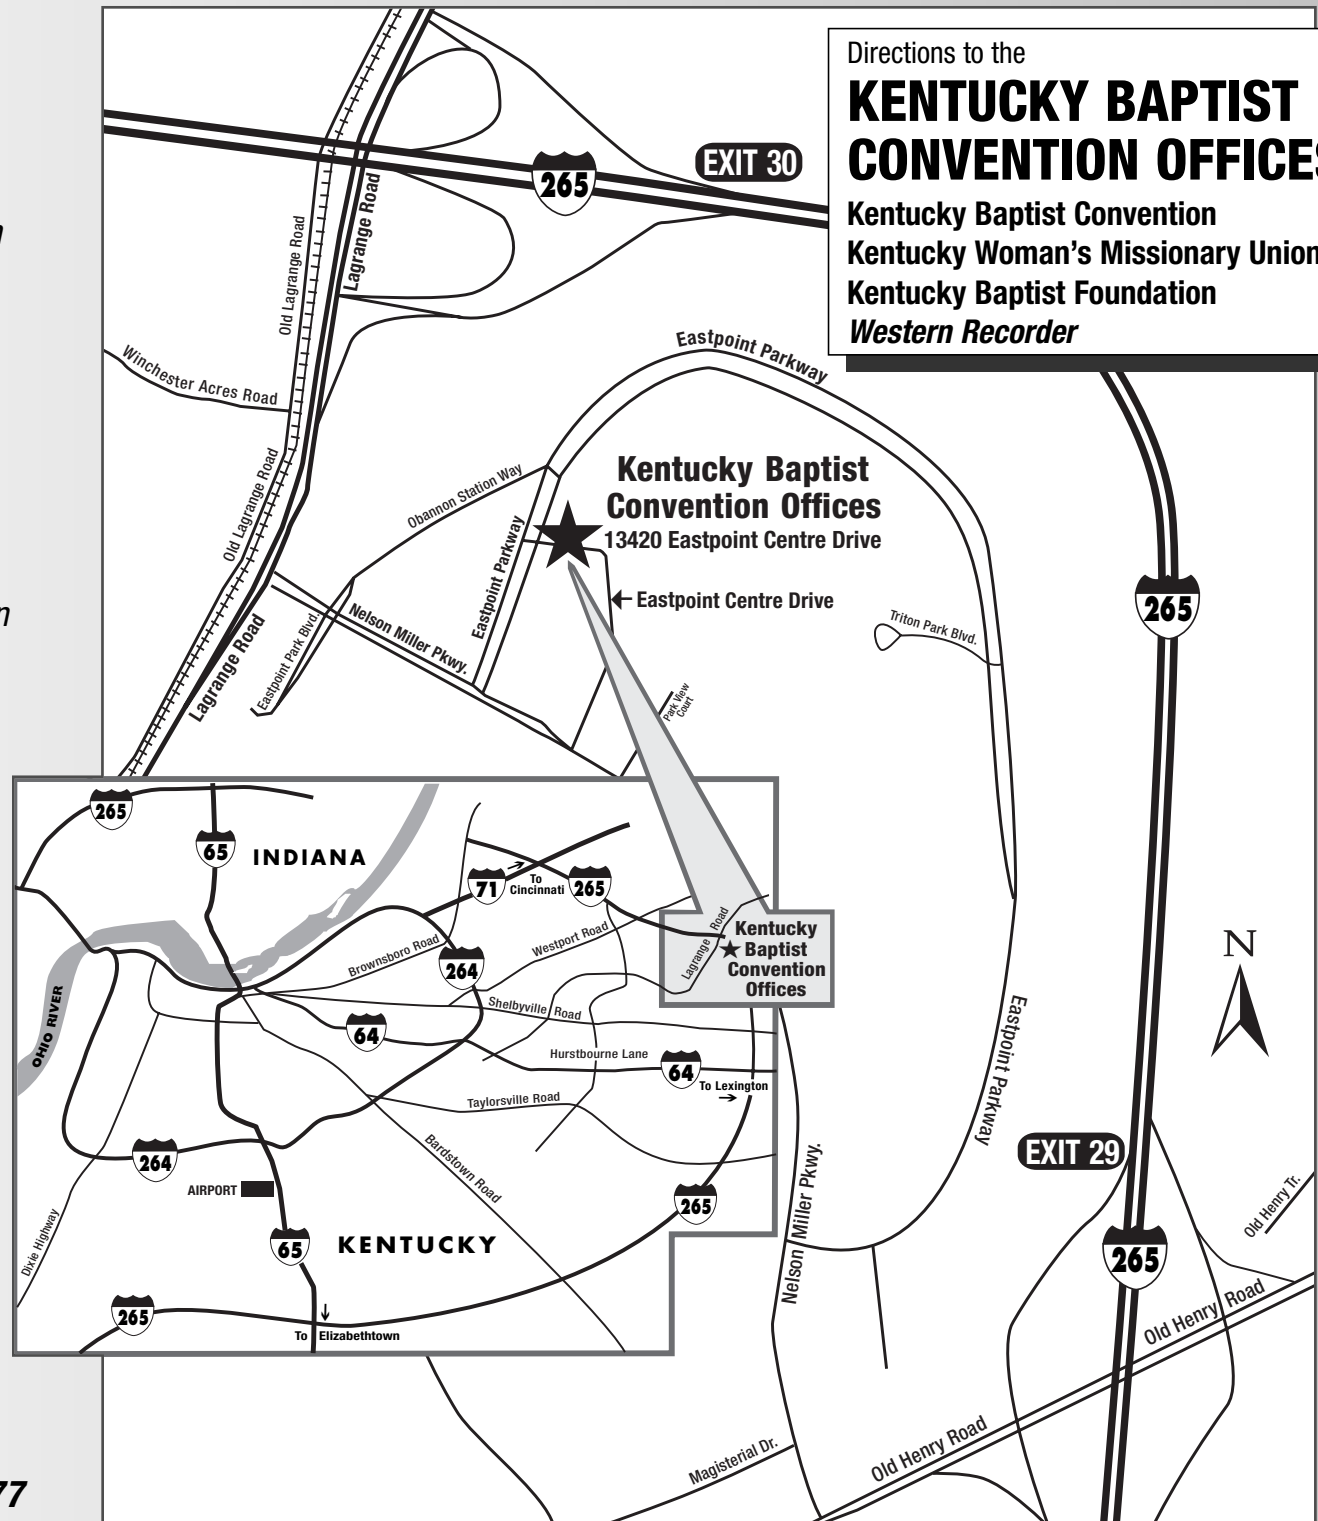 Directions to the
KENTUCKY BAPTIST
CONVENTION OFFICES
Kentucky Baptist Convention
Kentucky Woman's Missionary Union
Kentucky Baptist Foundation
Western Recorder
EXIT 30
265
Lagrange Road
Old Lagrange Road
Winchester Acres Road
Eastpoint Parkway
Old Lagrange Road
Obannon Station Way
Kentucky Baptist
Convention Offices
13420 Eastpoint Centre Drive
Eastpoint Parkway
Eastpoint Centre Drive
265
Triton Park Blvd.
Nelson Miller Pkwy.
Eastpoint Park Blvd.
Lagrange Road
Park View
Court
265
65
INDIANA
71
To
Cincinnati
265
Lagrange Road
Kentucky
Baptist
Convention
Offices
Brownsboro Road
Westport Road
264
Shelbyville Road
OHIO RIVER
64
Hurstbourne Lane
64
To Lexington
Taylorsville Road
Bardstown Road
264
AIRPORT
265
Dixie Highway
65
KENTUCKY
265
To Elizabethtown
N
Eastpoint Parkway
EXIT 29
Nelson Miller Pkwy.
Old Henry Tr.
265
Old Henry Road
Old Henry Road
Magisterial Dr.
n
77